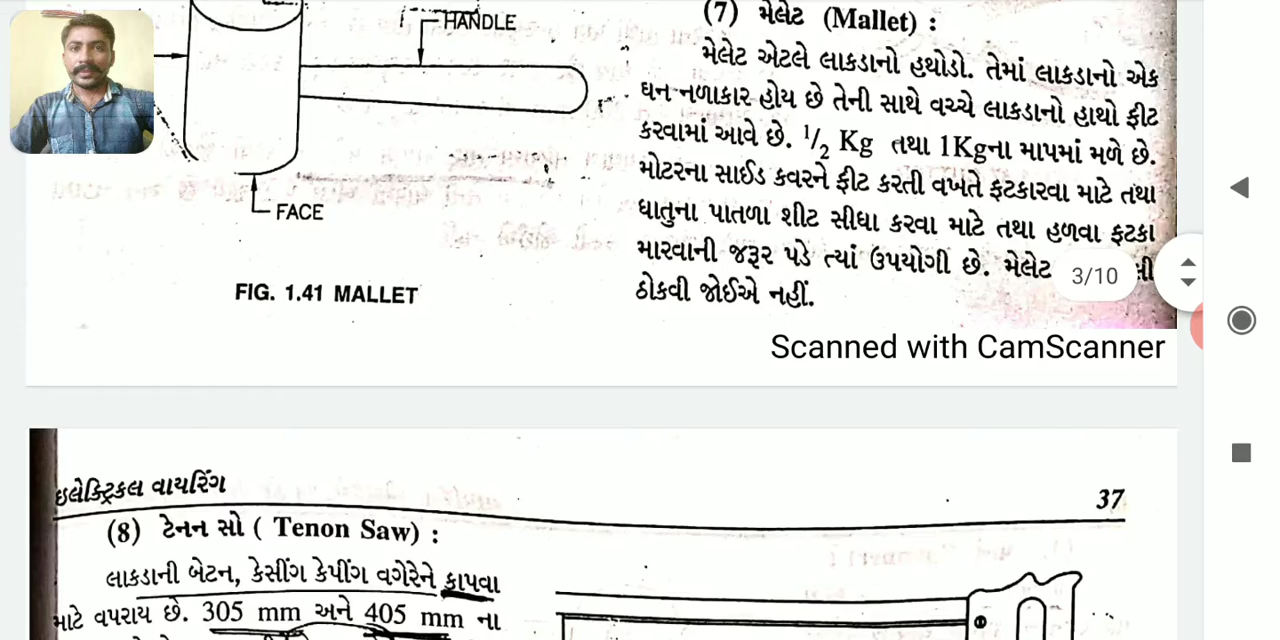 HANDLE
FACE
FIG. 1.41 MALLET
(7) મેલેટ (Mallet) :
મેલેટ એટલે લાકડાનો હથોડો. તેમાં લાકડાનો એક
ઘન નળાકાર હોય છે તેની સાથે વચ્ચે લાકડાનો હાથો ફીટ
કરવામાં આવે છે. 1/2 Kg તથા 1Kgના માપમાં મળે છે.
મોટરના સાઈડ કવરને ફીટ કરતી વખતે ફટકારવા માટે તથા
ધાતુના પાતળા શીટ સીધા કરવા માટે તથા હળવા ફટકા
મારવાની જરૂર પડે ત્યાં ઉપયોગી છે. મેલેટ
ઠોકવી જોઈએ નહીં.
3/10
Scanned with CamScanner
ઇલેક્ટ્રિકલ વાયરિંગ 37
(8) ટેનન સો ( Tenon Saw) :
લાકડાની બેટન, કેસીંગ કેપીંગ વગેરેને કાપવા
માટે વપરાય છે. 305 mm અને 405 mm ના